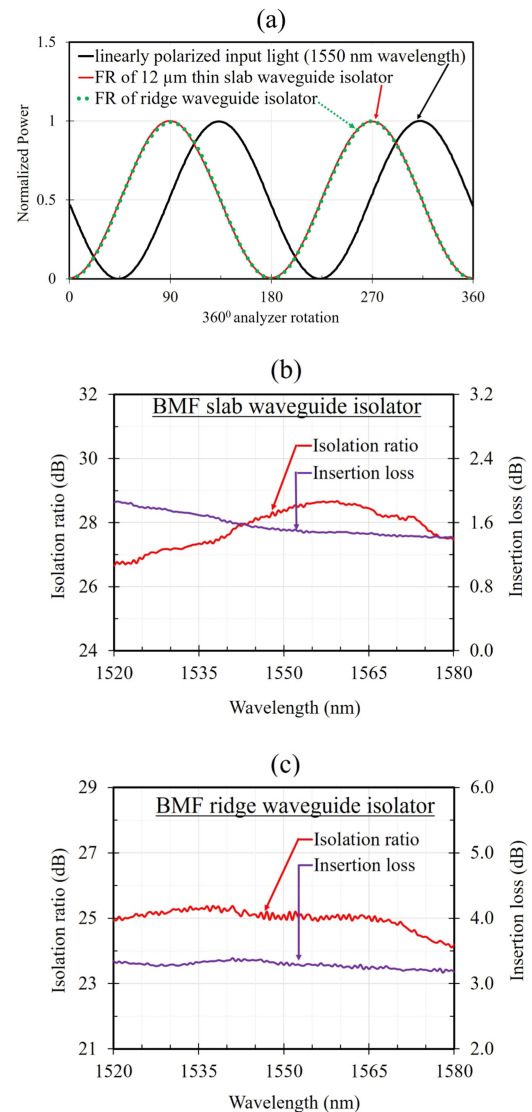 (a)
1.5
1
0.5
0
Normalized Power
linearly polarized input light (1550 nm wavelength)
FR of 12 μm thin slab waveguide isolator
FR of ridge waveguide isolator
0 90 180 270 360
360⁰ analyzer rotation
(b)
32
30
28
26
24
Isolation ratio (dB)
BMF slab waveguide isolator
Isolation ratio
Insertion loss
3.2
2.4
1.6
0.8
0.0
Insertion loss (dB)
1520 1535 1550 1565 1580
Wavelength (nm)
(c)
29
27
25
23
21
Isolation ratio (dB)
BMF ridge waveguide isolator
Isolation ratio
Insertion loss
6.0
5.0
4.0
3.0
2.0
Insertion loss (dB)
1520 1535 1550 1565 1580
Wavelength (nm)